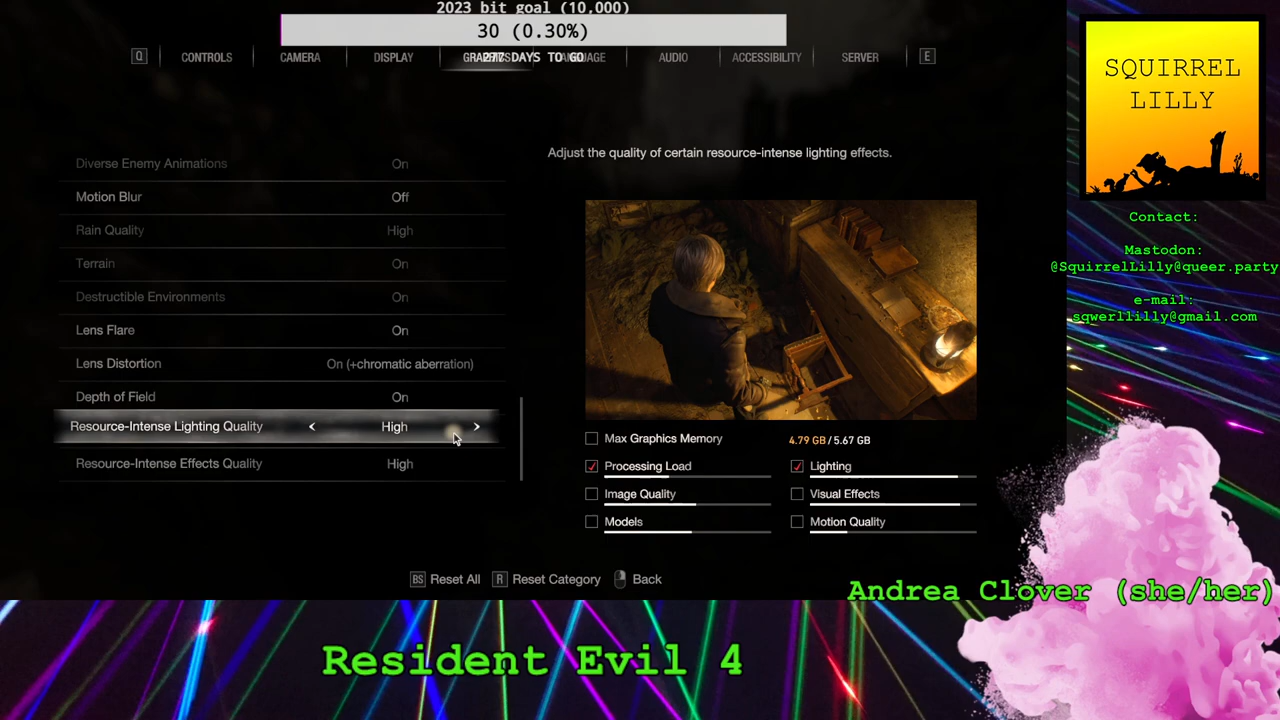 2023 bit goal (10,000)
30 (0.30%)
277 DAYS TO GO
Q CONTROLS CAMERA DISPLAY GRAPHICS LANGUAGE AUDIO ACCESSIBILITY SERVER E
Diverse Enemy Animations On
Motion Blur Off
Rain Quality High
Terrain On
Destructible Environments On
Lens Flare On
Lens Distortion On (+chromatic aberration)
Depth of Field On
Resource-Intense Lighting Quality < High >
Resource-Intense Effects Quality High
Adjust the quality of certain resource-intense lighting effects.
Max Graphics Memory 4.79 GB / 5.67 GB
Processing Load Lighting
Image Quality Visual Effects
Models Motion Quality
BS Reset All R Reset Category Back
SQUIRREL
LILLY
Contact:
Mastodon:
@SquirrelLilly@queer.party
e-mail:
sqwerllilly@gmail.com
Andrea Clover (she/her)
Resident Evil 4